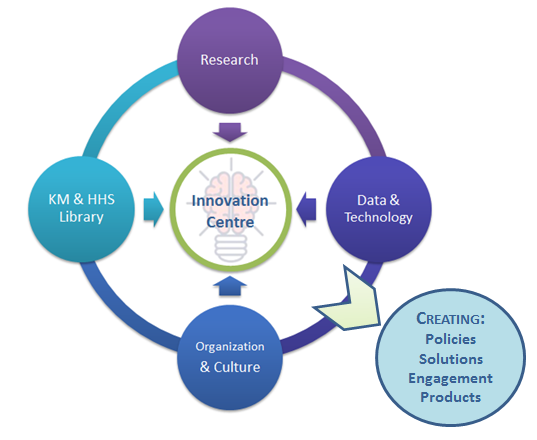 Research
KM & HHS
Library
Innovation
Centre
Data &
Technology
Organization
& Culture
CREATING:
Policies
Solutions
Engagement
Products